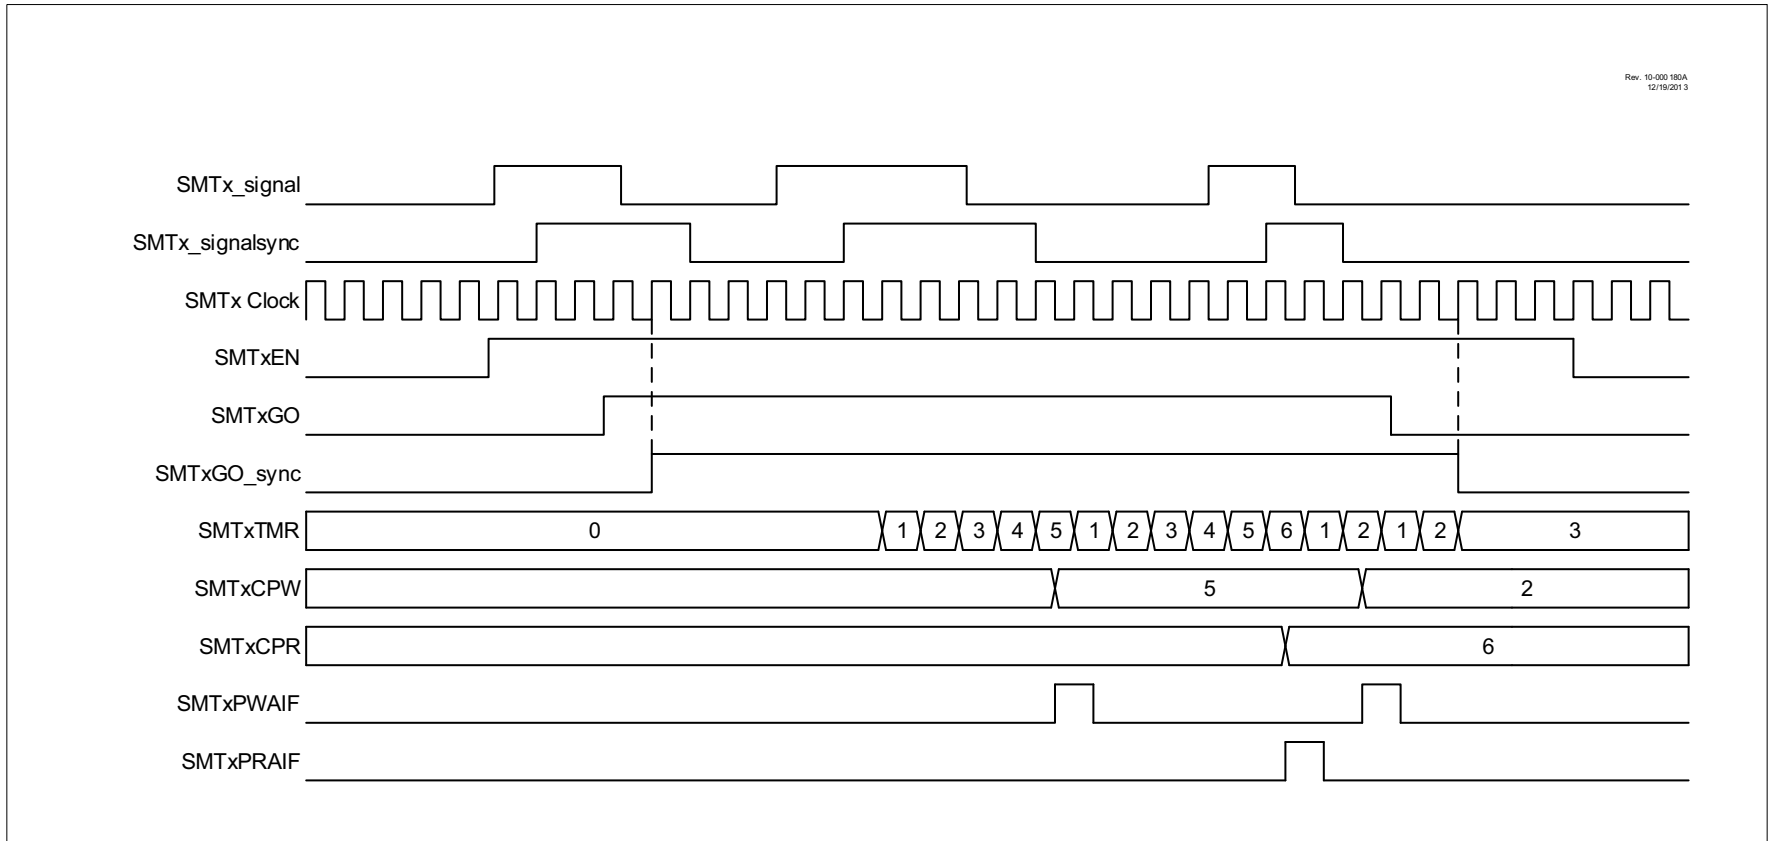 Rev. 10-000 180A
12/19/201 3
SMTx_signal
SMTx_signalsync
SMTx Clock
SMTxEN
SMTxGO
SMTxGO_sync
SMTxTMR 0 1 2 3 4 5 1 2 3 4 5 6 1 2 1 2 3
SMTxCPW 5 2
SMTxCPR 6
SMTxPWAIF
SMTxPRAIF